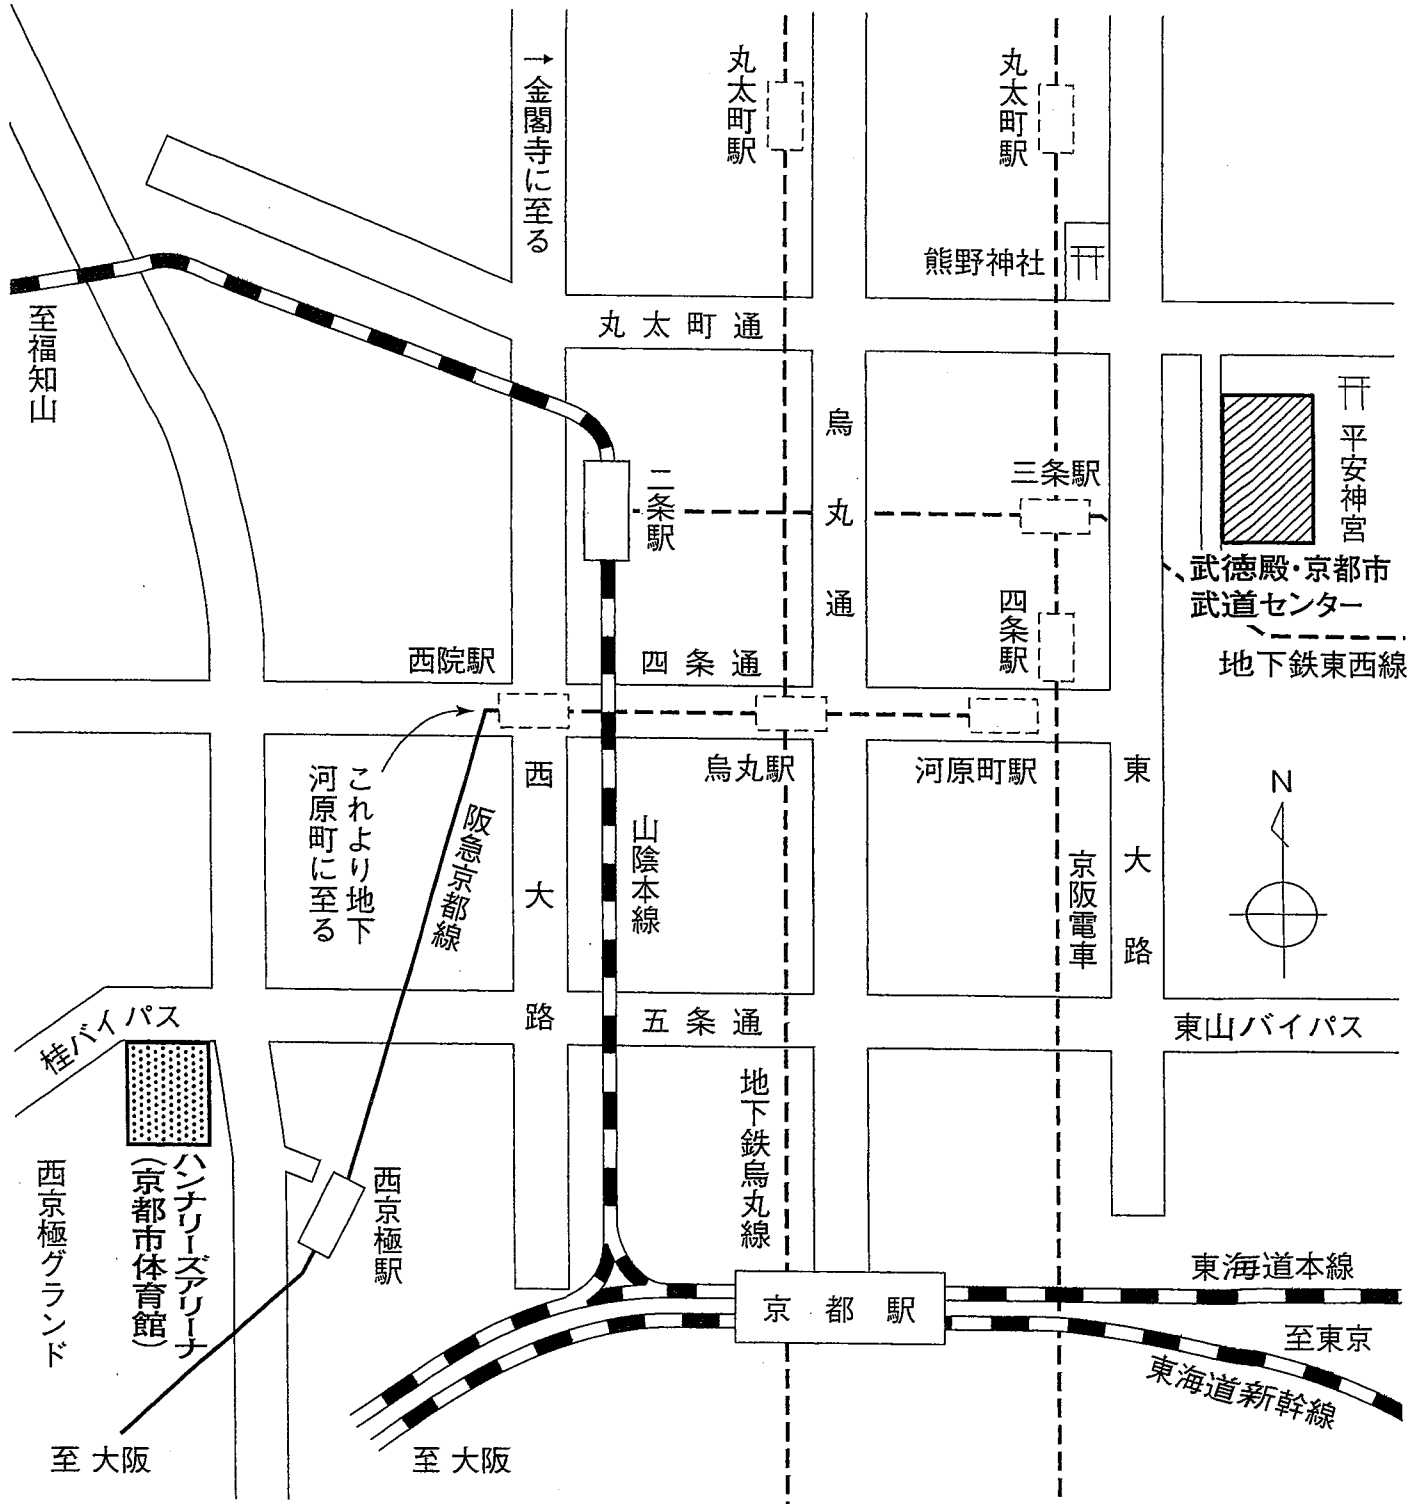 →金閣寺に至る
丸太町駅
丸太町駅
熊野神社
丸太町通
至福知山
烏丸通
平安神宮
三条駅
二条駅
武徳殿・京都市
武道センター
四条駅
地下鉄東西線
西院駅
四条通
烏丸駅
河原町駅
これより地下
河原町に至る
阪急京都線
西大路
山陰本線
東大路
京阪電車
N
桂バイパス
五条通
東山バイパス
地下鉄烏丸線
ハンナリーズアリーナ
(京都市体育館)
西京極グランド
西京極駅
京都駅
東海道本線
至東京
東海道新幹線
至 大阪
至 大阪